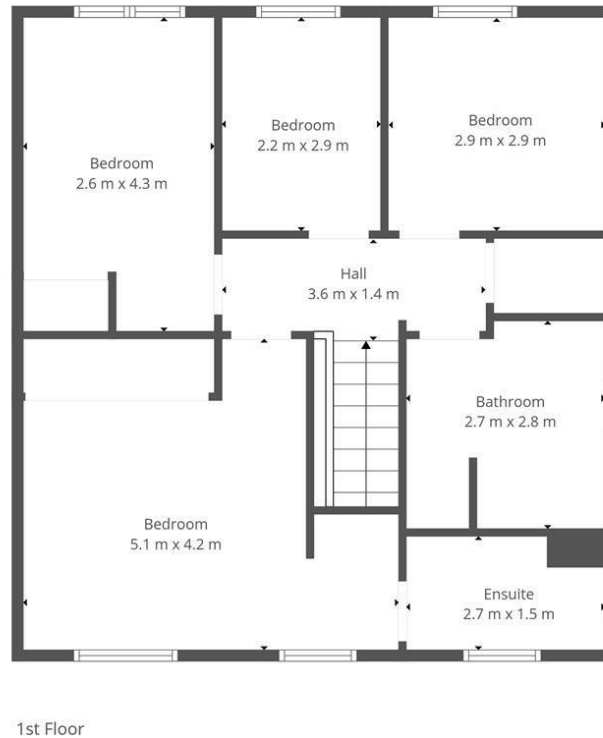 Bedroom
2.6 m x 4.3 m
Bedroom
2.2 m x 2.9 m
Bedroom
2.9 m x 2.9 m
Hall
3.6 m x 1.4 m
Bathroom
2.7 m x 2.8 m
Bedroom
5.1 m x 4.2 m
Ensuite
2.7 m x 1.5 m
1st Floor